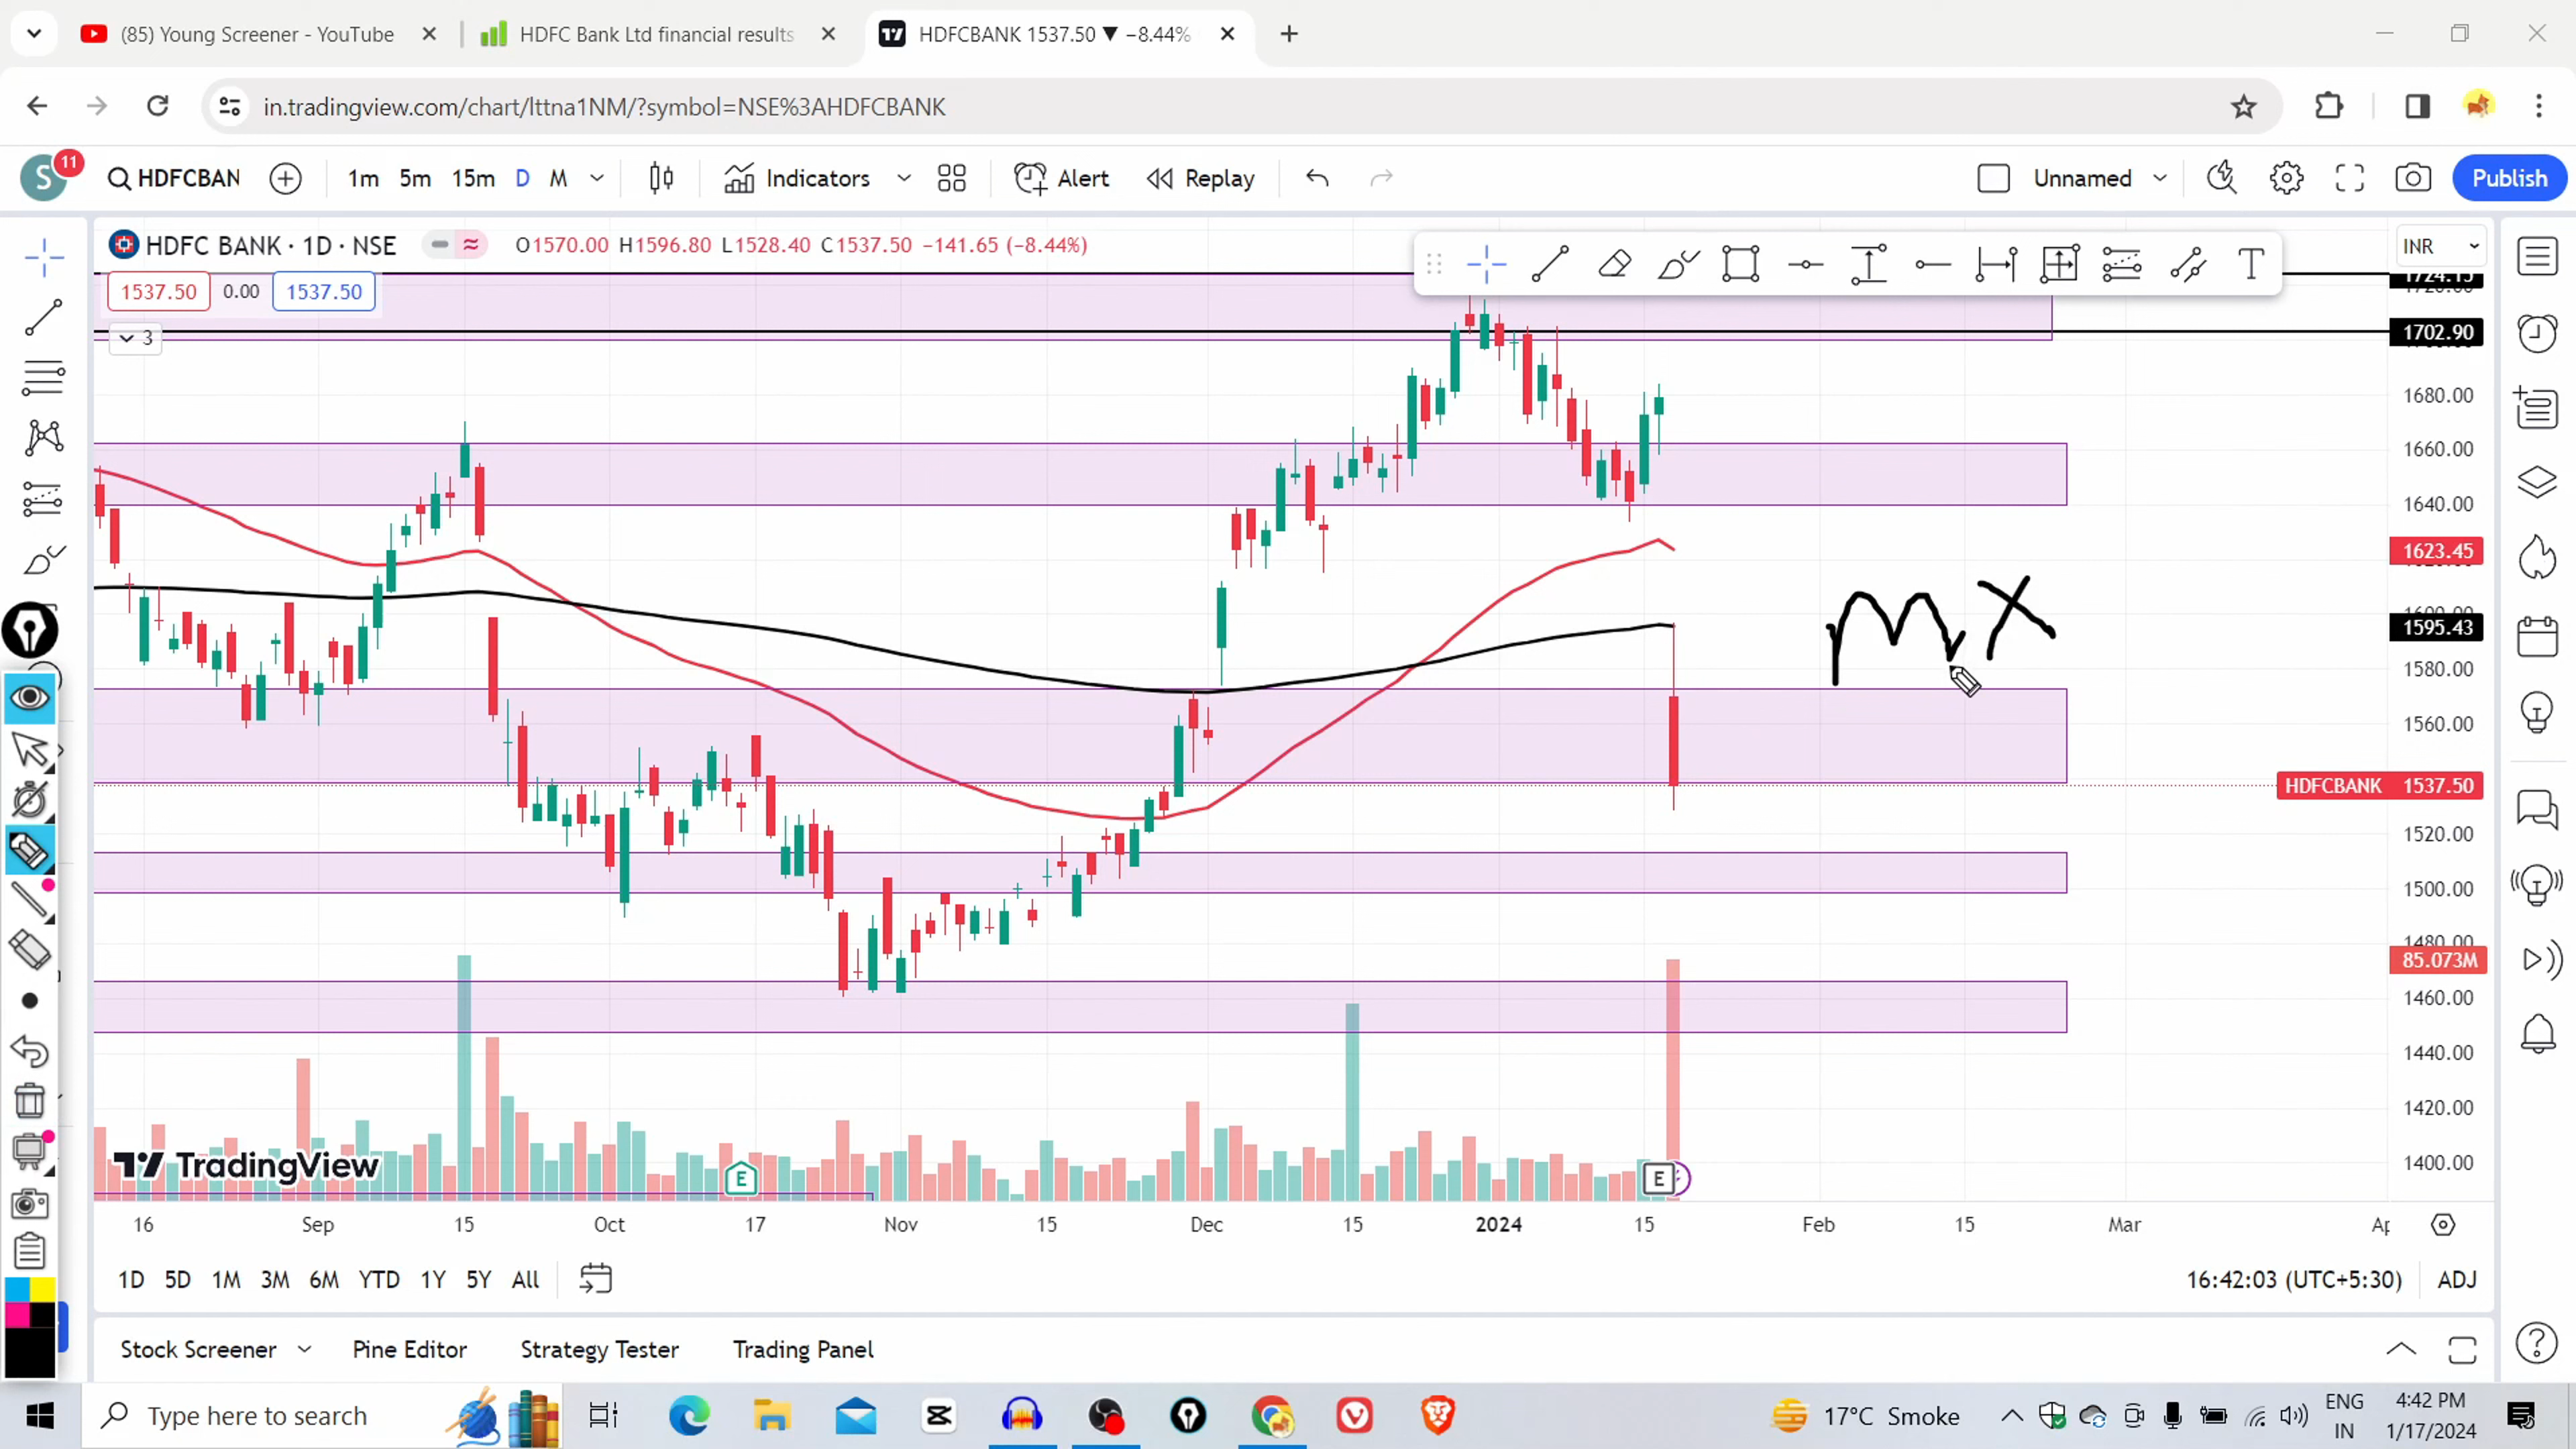 (85) Young Screener - YouTube
HDFC Bank Ltd financial results
HDFCBANK 1537.50 ▼ −8.44%
in.tradingview.com/chart/lttna1NM/?symbol=NSE%3AHDFCBANK
S
11
HDFCBAN
1m 5m 15m D M
Indicators
Alert
Replay
Unnamed
Publish
HDFC BANK · 1D · NSE
O1570.00 H1596.80 L1528.40 C1537.50 −141.65 (−8.44%)
INR
1537.50 0.00 1537.50
3
1724.15
1702.90
1680.00
1660.00
1640.00
1623.45
1595.43
1580.00
1560.00
HDFCBANK 1537.50
1520.00
1500.00
1480.00
85.073M
1460.00
1440.00
1420.00
1400.00
mx
TradingView
E
E
16 Sep 15 Oct 17 Nov 15 Dec 15 2024 15 Feb 15 Mar Ap
1D 5D 1M 3M 6M YTD 1Y 5Y All
16:42:03 (UTC+5:30) ADJ
Stock Screener Pine Editor Strategy Tester Trading Panel
Type here to search
17°C Smoke
ENG
IN
4:42 PM
1/17/2024